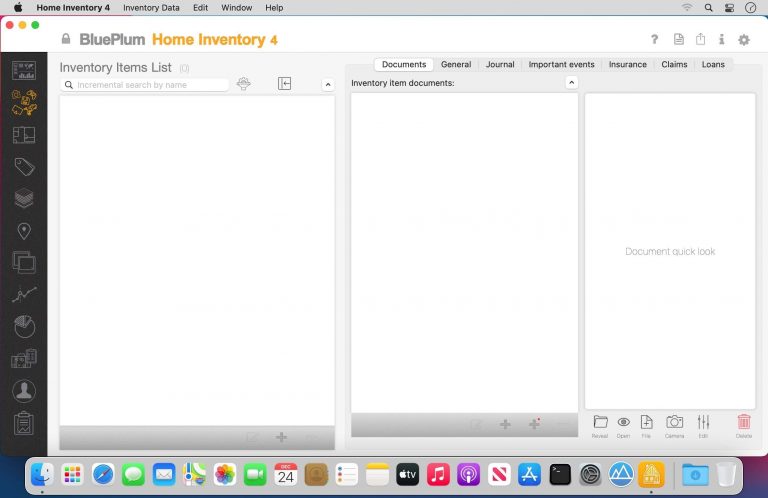 Home Inventory 4 Inventory Data Edit Window Help
BluePlum Home Inventory 4
Inventory Items List (0)
Incremental search by name
Documents General Journal Important events Insurance Claims Loans
Inventory item documents:
Document quick look
Reveal Open File Camera Edit Delete
DEC
24
tv